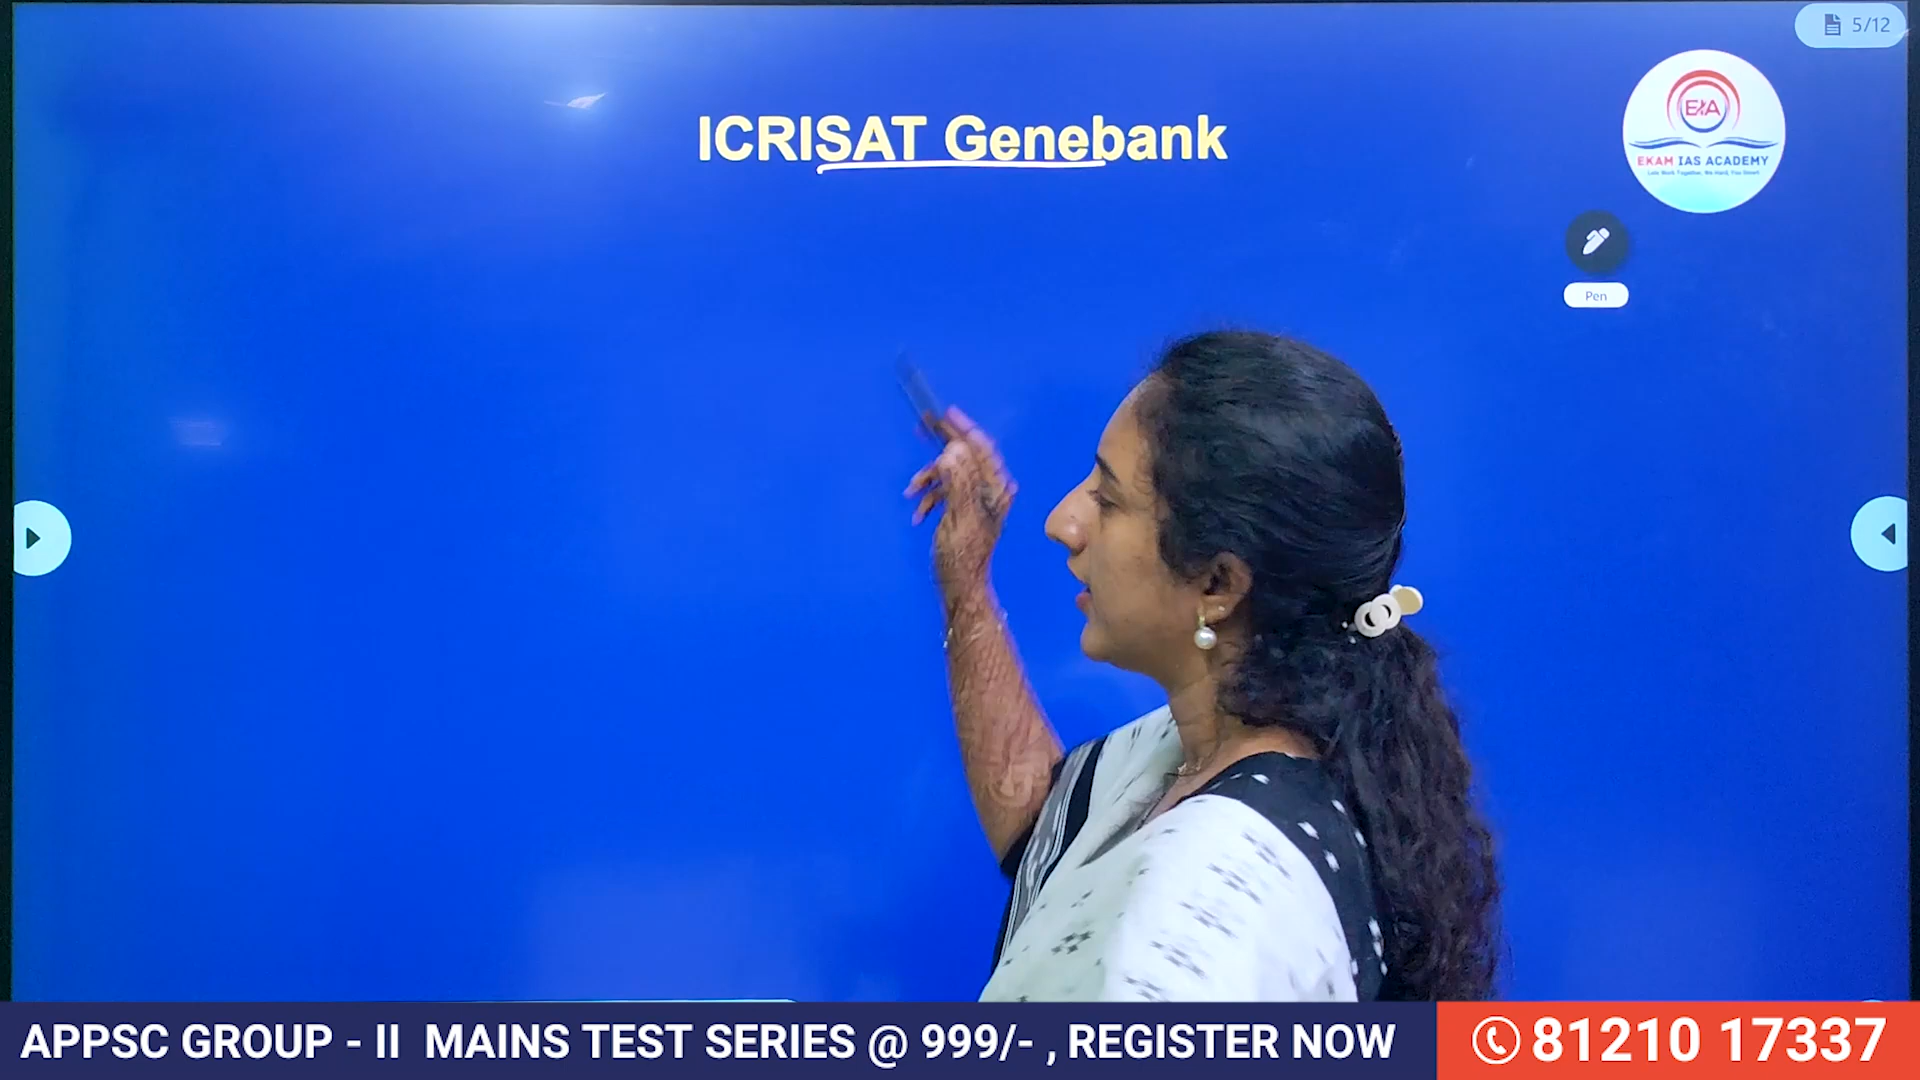 5/12
ICRISAT Genebank
EKAM IAS ACADEMY
Pen
APPSC GROUP - II MAINS TEST SERIES @ 999/- , REGISTER NOW
81210 17337